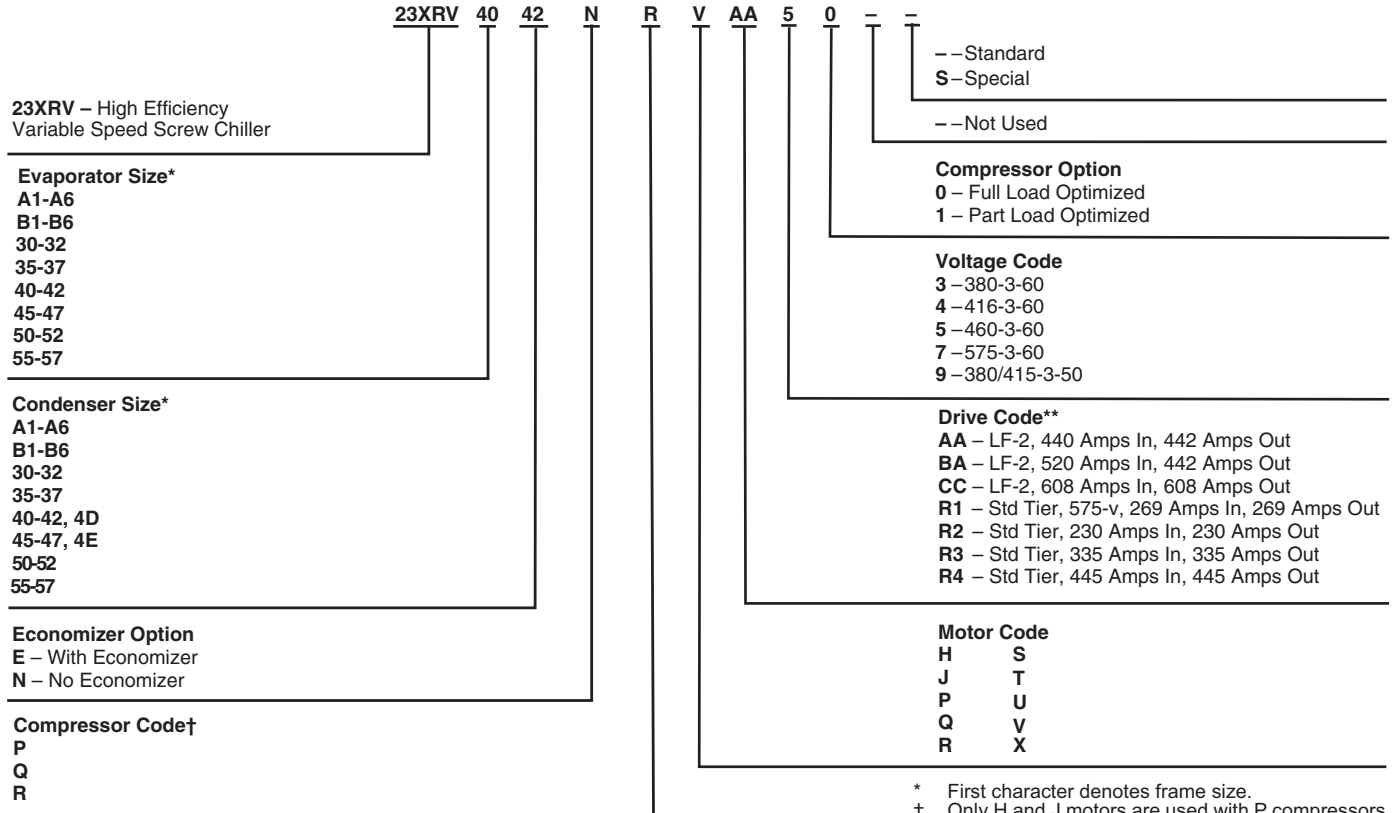 23XRV 40 42 N R V AA 5 0 – –
23XRV – High Efficiency
Variable Speed Screw Chiller
Evaporator Size*
A1-A6
B1-B6
30-32
35-37
40-42
45-47
50-52
55-57
Condenser Size*
A1-A6
B1-B6
30-32
35-37
40-42, 4D
45-47, 4E
50-52
55-57
Economizer Option
E – With Economizer
N – No Economizer
Compressor Code†
P
Q
R
– –Standard
S –Special
– –Not Used
Compressor Option
0 – Full Load Optimized
1 – Part Load Optimized
Voltage Code
3 –380-3-60
4 –416-3-60
5 –460-3-60
7 –575-3-60
9 –380/415-3-50
Drive Code**
AA – LF-2, 440 Amps In, 442 Amps Out
BA – LF-2, 520 Amps In, 442 Amps Out
CC – LF-2, 608 Amps In, 608 Amps Out
R1 – Std Tier, 575-v, 269 Amps In, 269 Amps Out
R2 – Std Tier, 230 Amps In, 230 Amps Out
R3 – Std Tier, 335 Amps In, 335 Amps Out
R4 – Std Tier, 445 Amps In, 445 Amps Out
Motor Code
H S
J T
P U
Q V
R X
* First character denotes frame size.
† Only H and J motors are used with P compressors